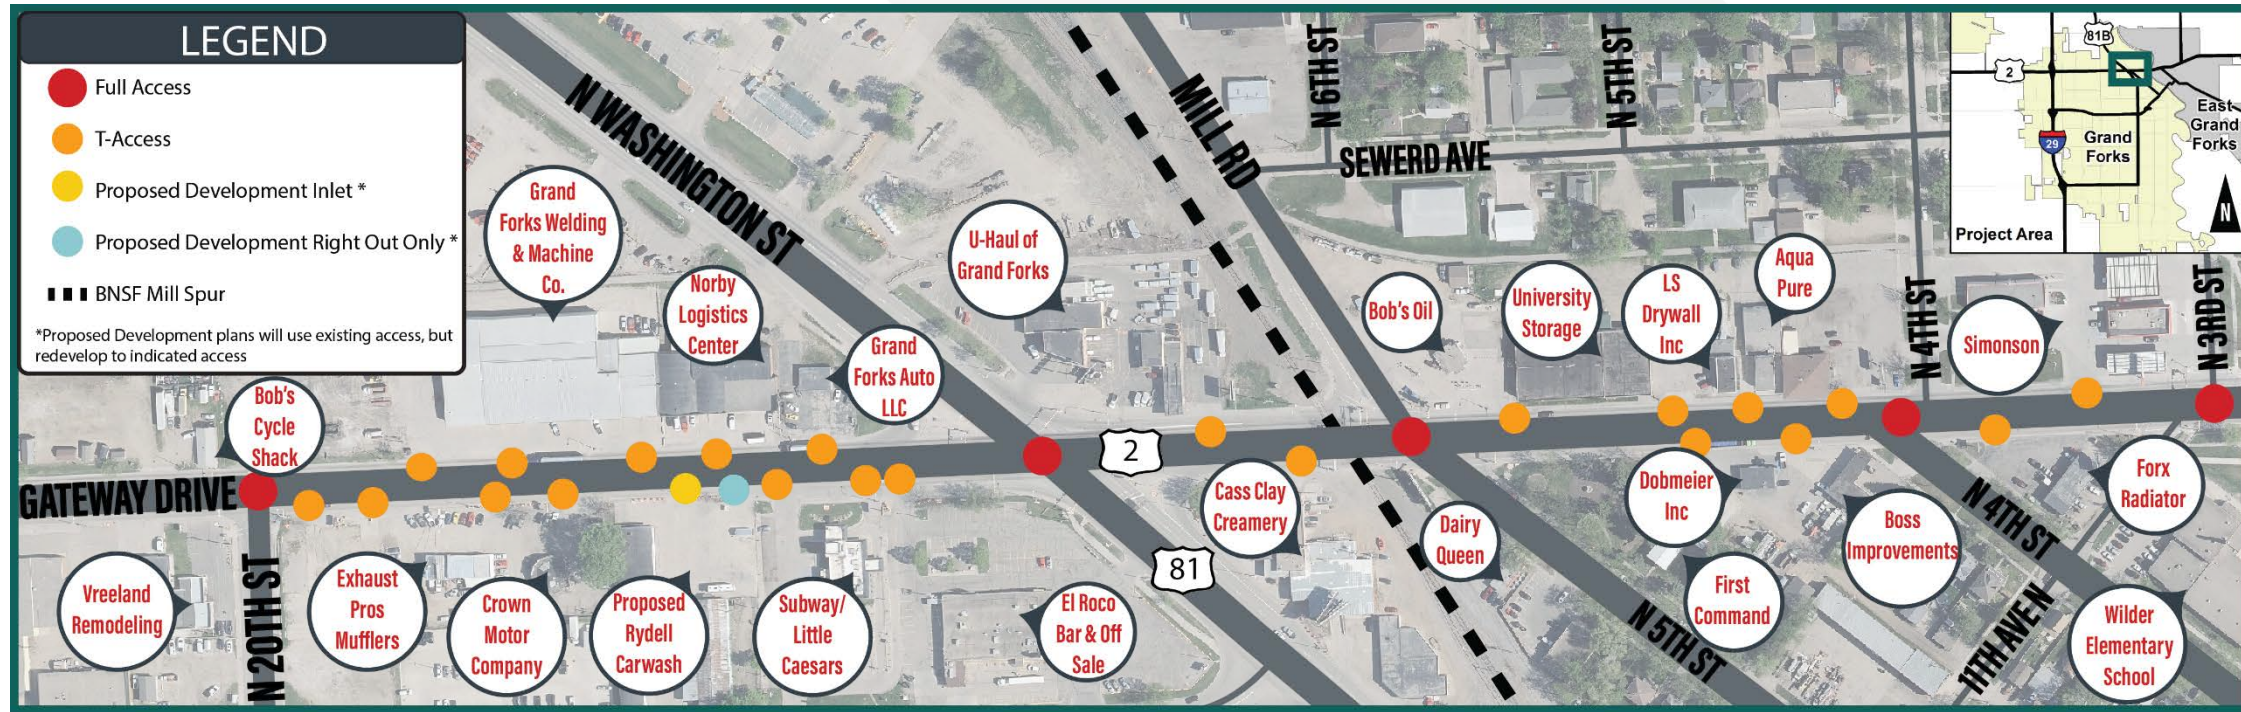 LEGEND
Full Access
T-Access
Proposed Development Inlet *
Proposed Development Right Out Only *
BNSF Mill Spur
*Proposed Development plans will use existing access, but
redevelop to indicated access
N WASHINGTON ST
MILL RD
N 6TH ST
N 5TH ST
SEWERD AVE
81B
2
29
Grand
Forks
East
Grand
Forks
Project Area
N
Grand
Forks Welding
& Machine
Co.
Norby
Logistics
Center
Grand
Forks Auto
LLC
U-Haul of
Grand Forks
Bob's Oil
University
Storage
LS
Drywall
Inc
Aqua
Pure
N 4TH ST
Simonson
N 3RD ST
Bob's
Cycle
Shack
GATEWAY DRIVE
2
81
N 20TH ST
Vreeland
Remodeling
Exhaust
Pros
Mufflers
Crown
Motor
Company
Proposed
Rydell
Carwash
Subway/
Little
Caesars
El Roco
Bar & Off
Sale
Cass Clay
Creamery
Dairy
Queen
N 5TH ST
Dobmeier
Inc
First
Command
Boss
Improvements
N 4TH ST
11TH AVE N
Forx
Radiator
Wilder
Elementary
School